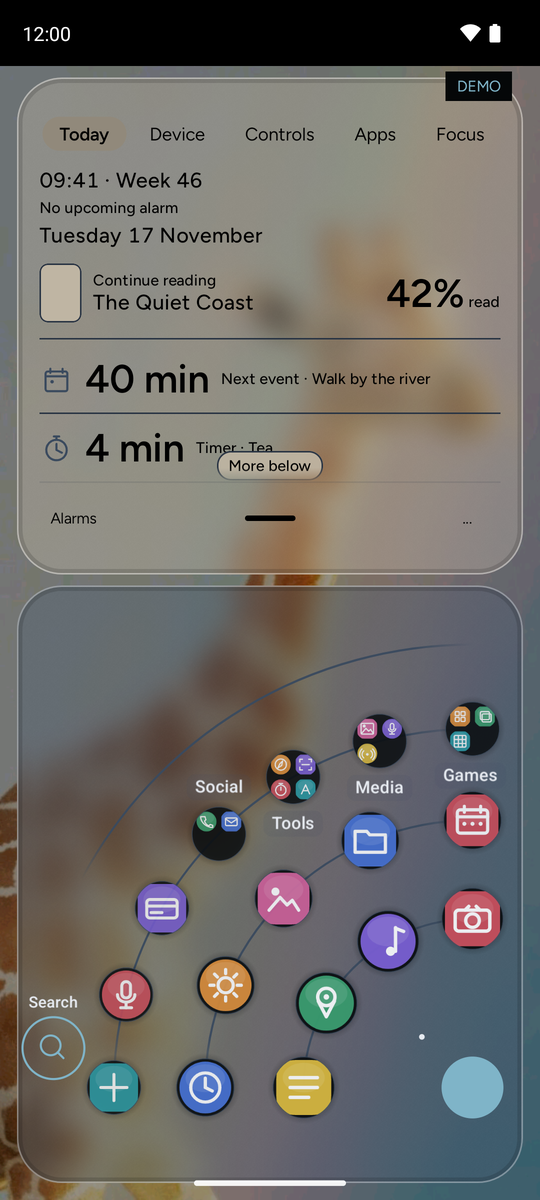 12:00
DEMO
Today Device Controls Apps Focus
09:41 · Week 46
No upcoming alarm
Tuesday 17 November
Continue reading
The Quiet Coast
42% read
40 min Next event · Walk by the river
4 min Timer · Tea
More below
Alarms ...
Games
Social
Media
Tools
A
Search